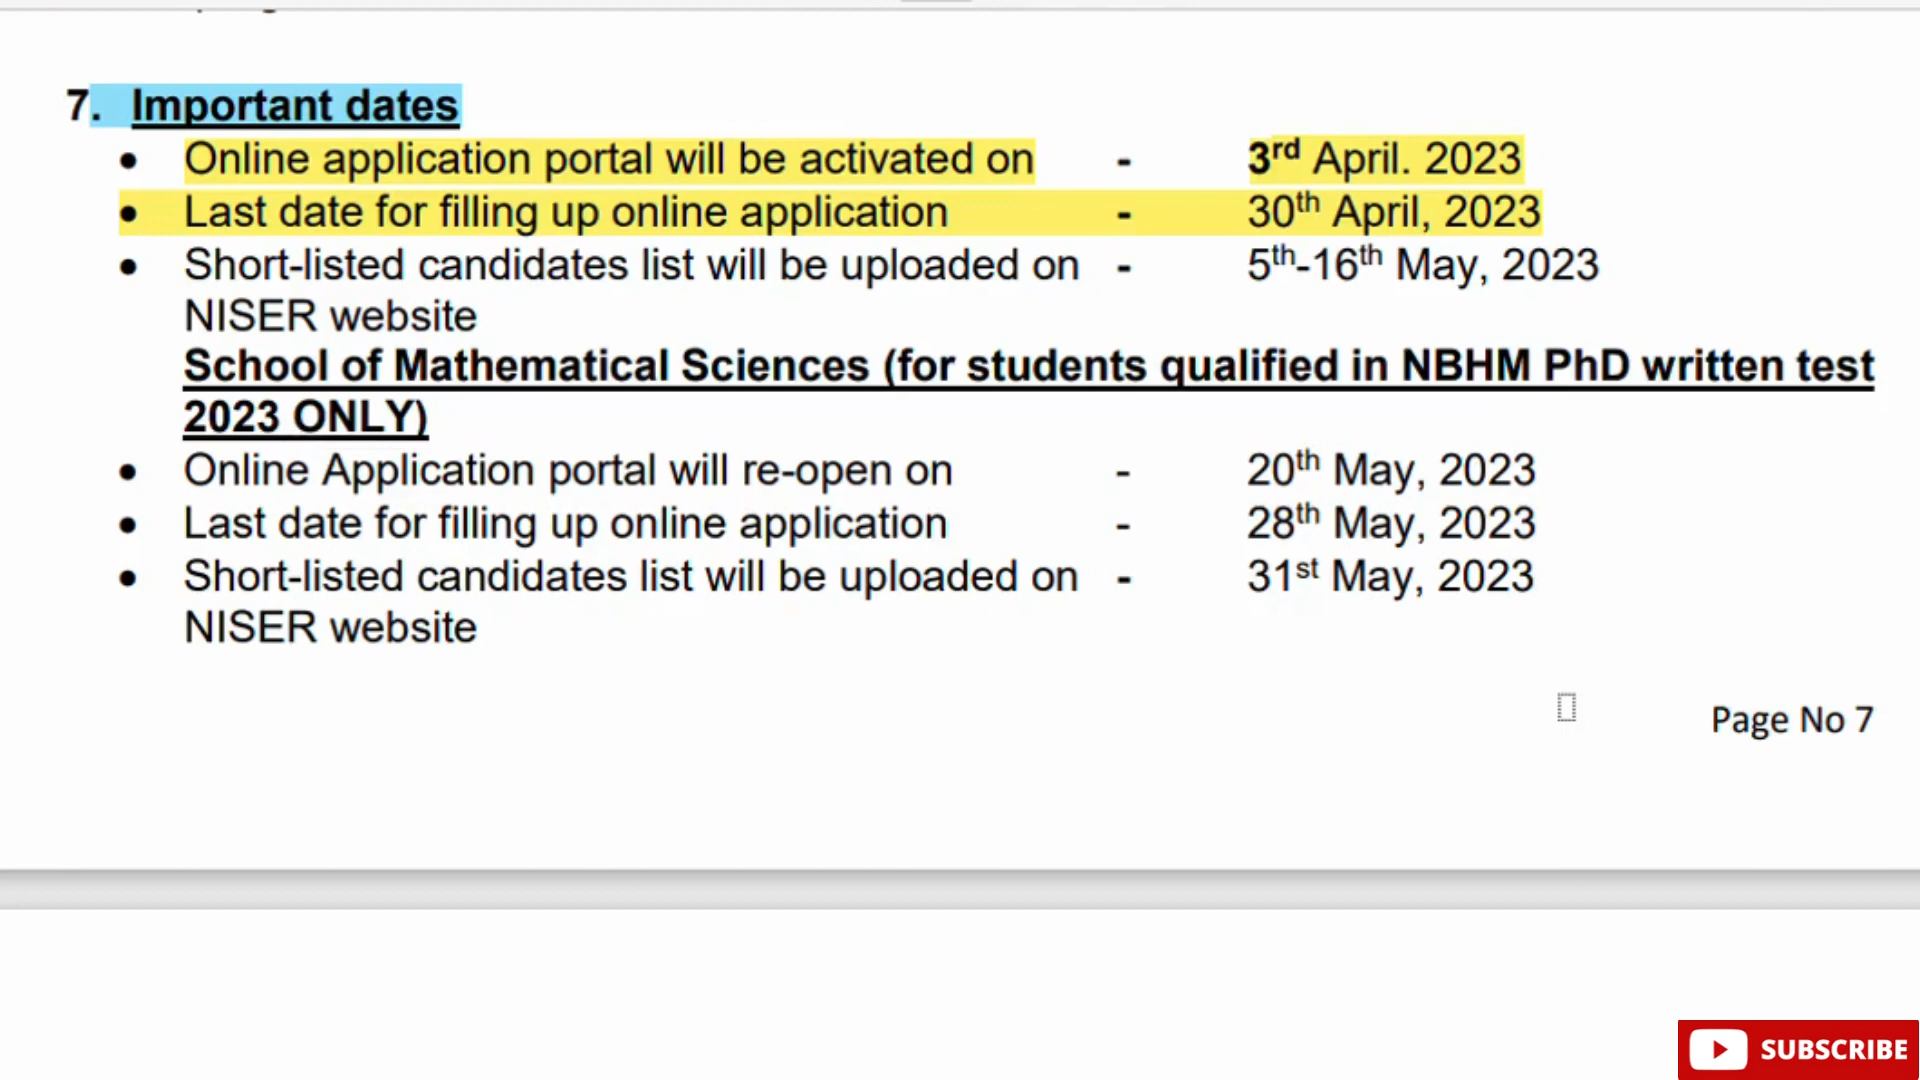 7. Important dates
• Online application portal will be activated on - 3rd April. 2023
• Last date for filling up online application - 30th April, 2023
• Short-listed candidates list will be uploaded on - 5th-16th May, 2023
NISER website
School of Mathematical Sciences (for students qualified in NBHM PhD written test
2023 ONLY)
• Online Application portal will re-open on - 20th May, 2023
• Last date for filling up online application - 28th May, 2023
• Short-listed candidates list will be uploaded on - 31st May, 2023
NISER website
Page No 7
SUBSCRIBE